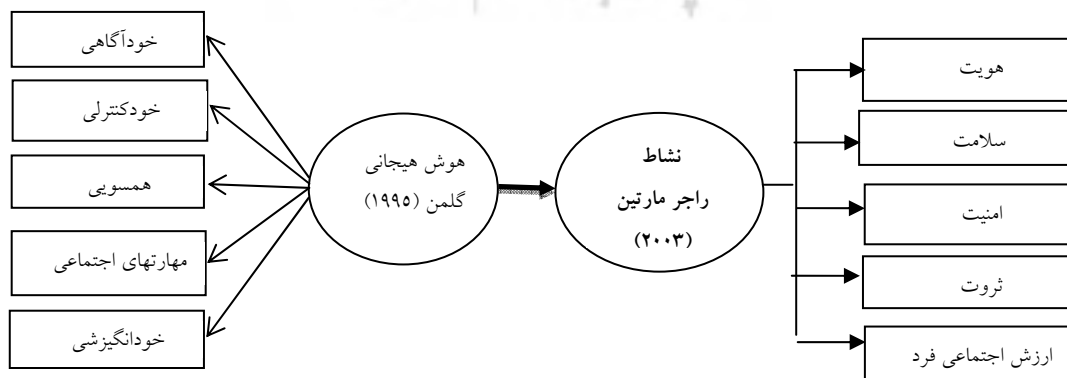 خودآگاهی
خودکنترلی
همسویی
مهارتهای اجتماعی
خودانگیزشی
هوش هیجانی
گلمن (۱۹۹۵)
نشاط
راجر مارتین
(۲۰۰۳)
هویت
سلامت
امنیت
ثروت
ارزش اجتماعی فرد